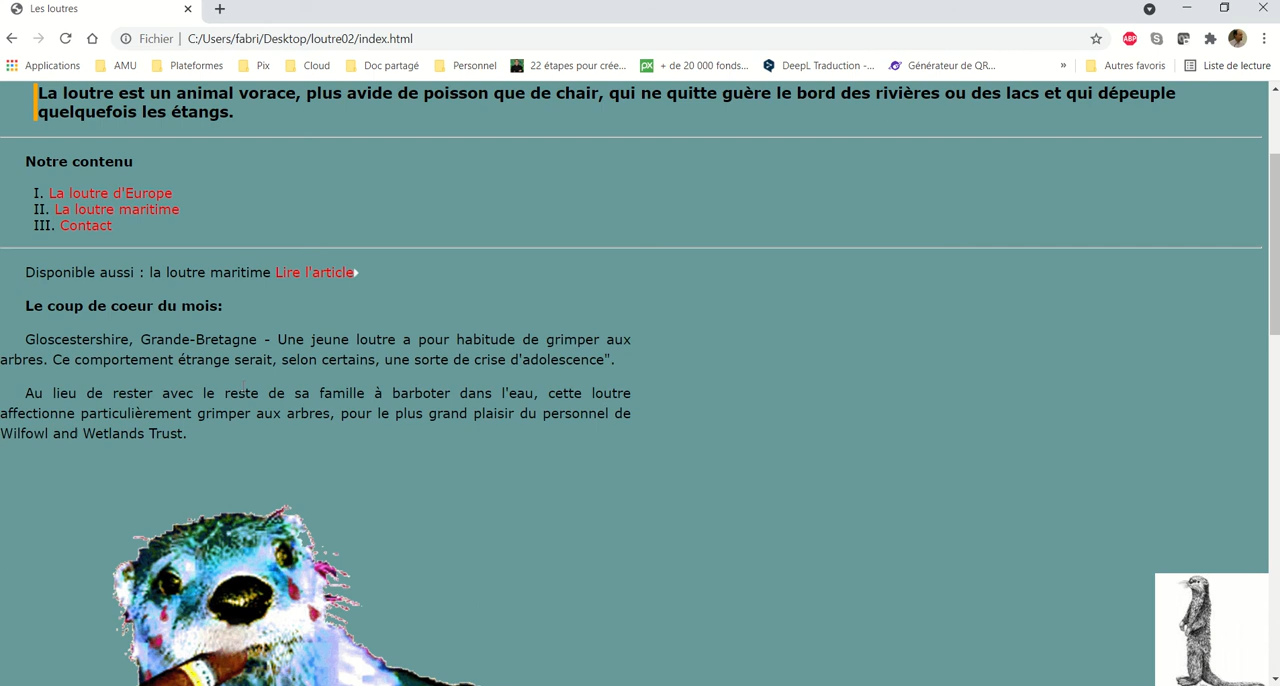 Les loutres
Fichier C:/Users/fabri/Desktop/loutre02/index.html
ABP
Applications AMU Plateformes Pix Cloud Doc partagé Personnel 22 étapes pour crée... + de 20 000 fonds... DeepL Traduction -... Générateur de QR... » Autres favoris Liste de lecture
La loutre est un animal vorace, plus avide de poisson que de chair, qui ne quitte guère le bord des rivières ou des lacs et qui dépeuple
quelquefois les étangs.
Notre contenu
I. La loutre d'Europe
II. La loutre maritime
III. Contact
Disponible aussi : la loutre maritime Lire l'article
Le coup de coeur du mois:
Gloscestershire, Grande-Bretagne - Une jeune loutre a pour habitude de grimper aux
arbres. Ce comportement étrange serait, selon certains, une sorte de crise d'adolescence".
Au lieu de rester avec le reste de sa famille à barboter dans l'eau, cette loutre
affectionne particulièrement grimper aux arbres, pour le plus grand plaisir du personnel de
Wilfowl and Wetlands Trust.